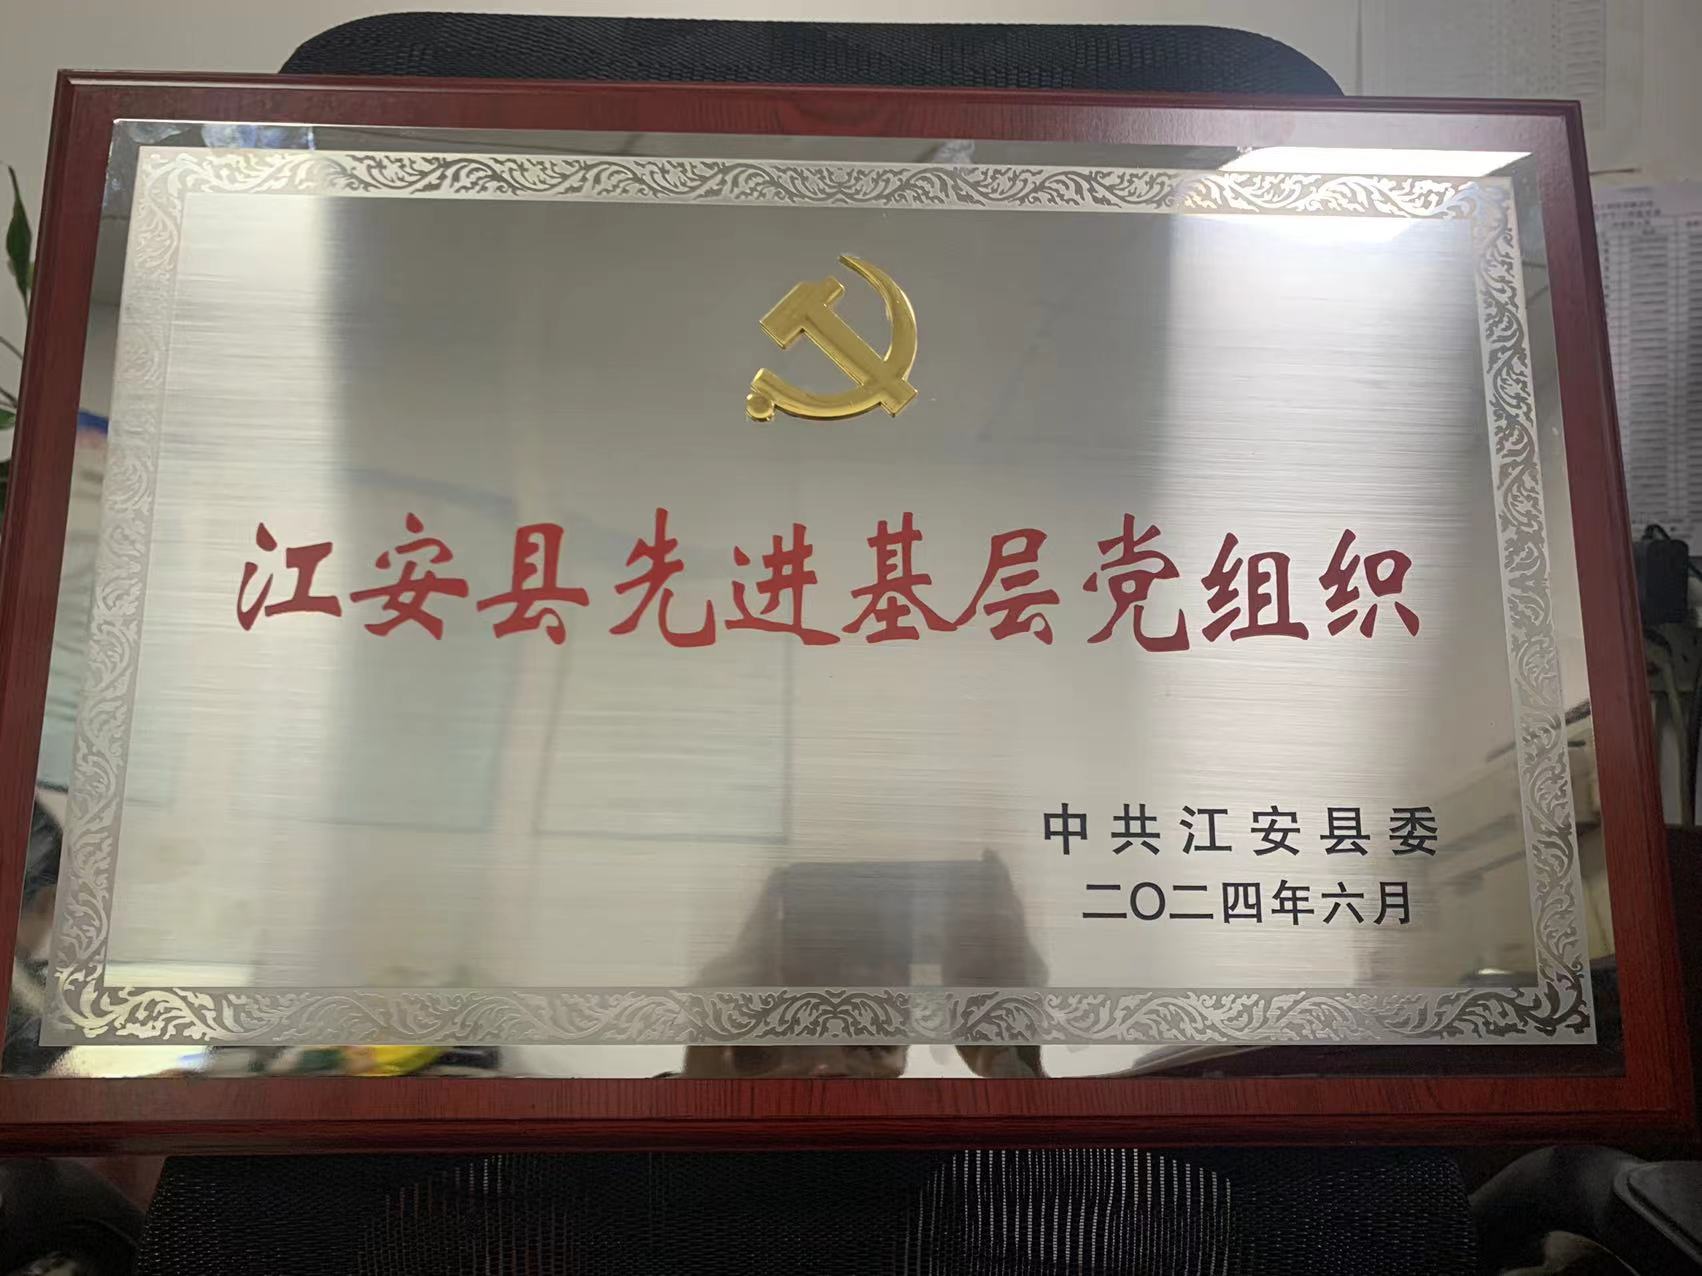 江安县先进基层党组织
中共江安县委
二〇二四年六月